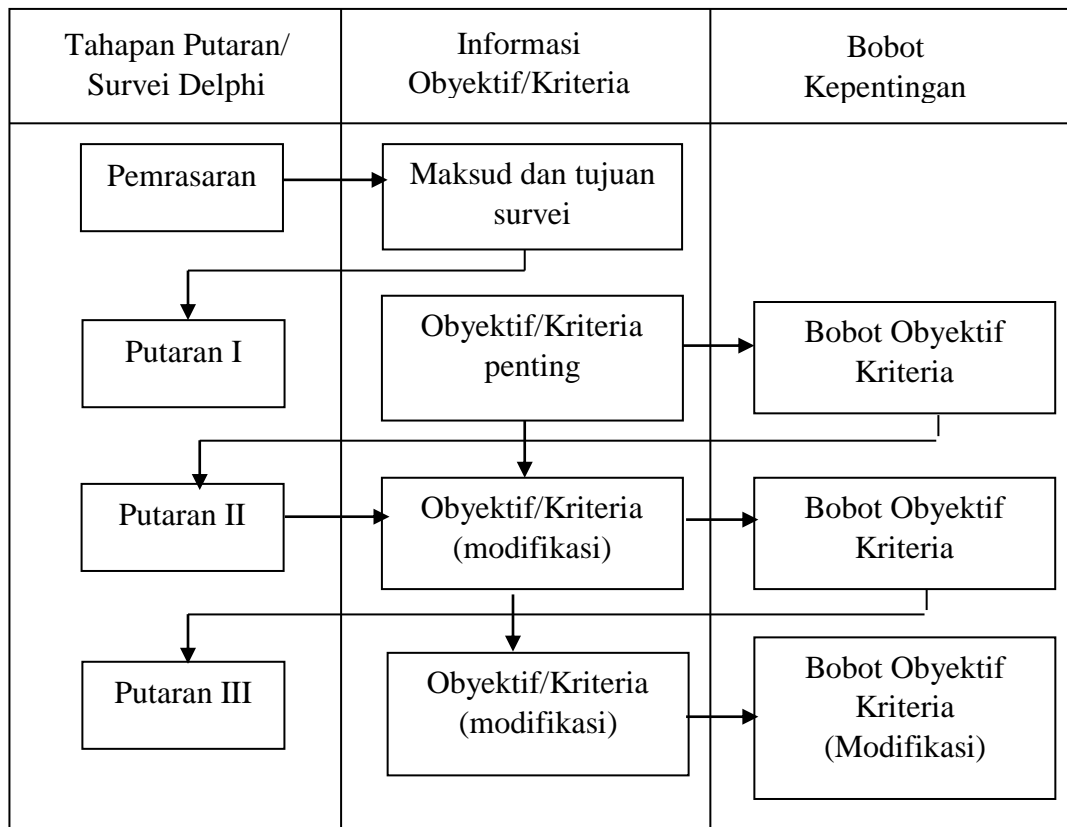 Tahapan Putaran/
Survei Delphi
Informasi
Obyektif/Kriteria
Bobot
Kepentingan
Pemrasaran
Maksud dan tujuan
survei
Putaran I
Obyektif/Kriteria
penting
Bobot Obyektif
Kriteria
Putaran II
Obyektif/Kriteria
(modifikasi)
Bobot Obyektif
Kriteria
Putaran III
Obyektif/Kriteria
(modifikasi)
Bobot Obyektif
Kriteria
(Modifikasi)